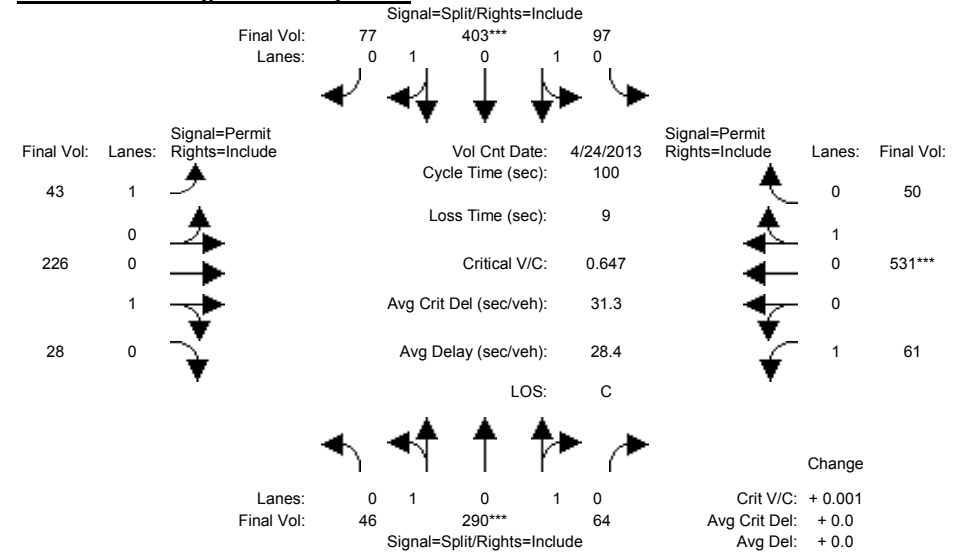 Signal=Split/Rights=Include
Final Vol: 77 403*** 97
Lanes: 0 1 0 1 0
Signal=Permit Signal=Permit
Final Vol: Lanes: Rights=Include Vol Cnt Date: 4/24/2013 Rights=Include Lanes: Final Vol:
Cycle Time (sec): 100
43 1 0 50
Loss Time (sec): 9
0 1
226 0 Critical V/C: 0.647 0 531***
1 Avg Crit Del (sec/veh): 31.3 0
28 0 Avg Delay (sec/veh): 28.4 1 61
LOS: C
Change
Lanes: 0 1 0 1 0 Crit V/C: + 0.001
Final Vol: 46 290*** 64 Avg Crit Del: + 0.0
Signal=Split/Rights=Include Avg Del: + 0.0